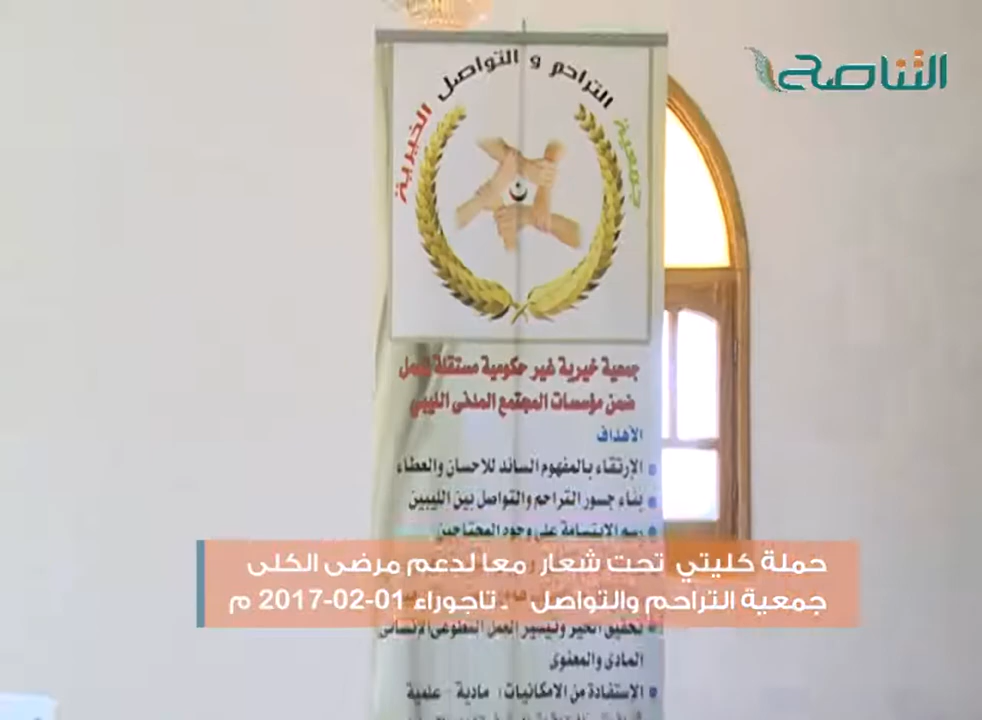 التناصح
جمعية التراحم و التواصل الخيرية
جمعية خيرية غير حكومية مستقلة تعمل
ضمن مؤسسات المجتمع المدني الليبي
الأهداف
الإرتقاء بالمفهوم السائد للاحسان والعطاء
بناء جسور التراحم والتواصل بين الليبين
رسم الابتسامة على وجوه المحتاجين
حملة كليتي تحت شعار معا لدعم مرضى الكلى
جمعية التراحم والتواصل - تاجوراء 01-02-2017 م
تحقيق الخير وتيسير العمل التطوعي الإنساني
المادي والمعنوي
الاستفادة من الامكانيات: مادية - علمية